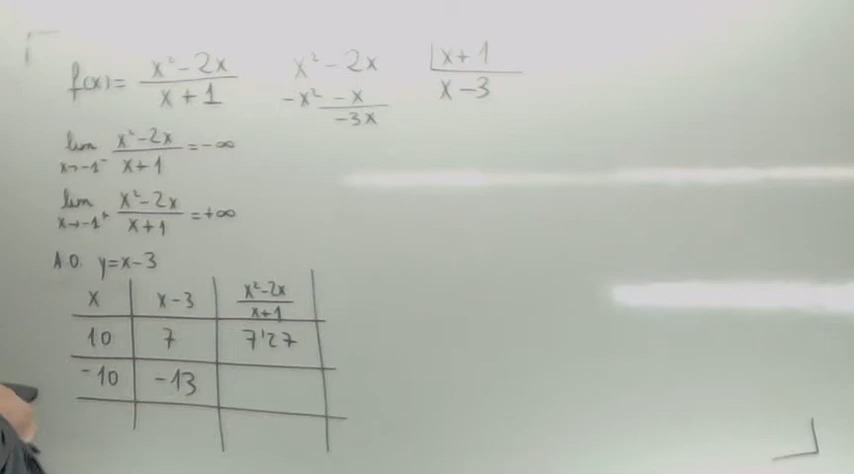 f(x) = (x² - 2x)/(x + 1)
x² - 2x |x + 1
-x² - x x - 3
-3x
lim x→-1⁻ (x² - 2x)/(x + 1) = -∞
lim x→-1⁺ (x² - 2x)/(x + 1) = +∞
A.O. y = x - 3
x | x - 3 | (x² - 2x)/(x + 1)
10 | 7 | 7'27
-10 | -13 |